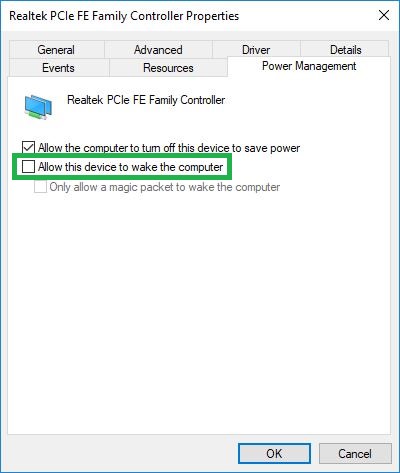 Realtek PCIe FE Family Controller Properties
General Advanced Driver Details
Events Resources Power Management
Realtek PCIe FE Family Controller
Allow the computer to turn off this device to save power
Allow this device to wake the computer
Only allow a magic packet to wake the computer
OK Cancel